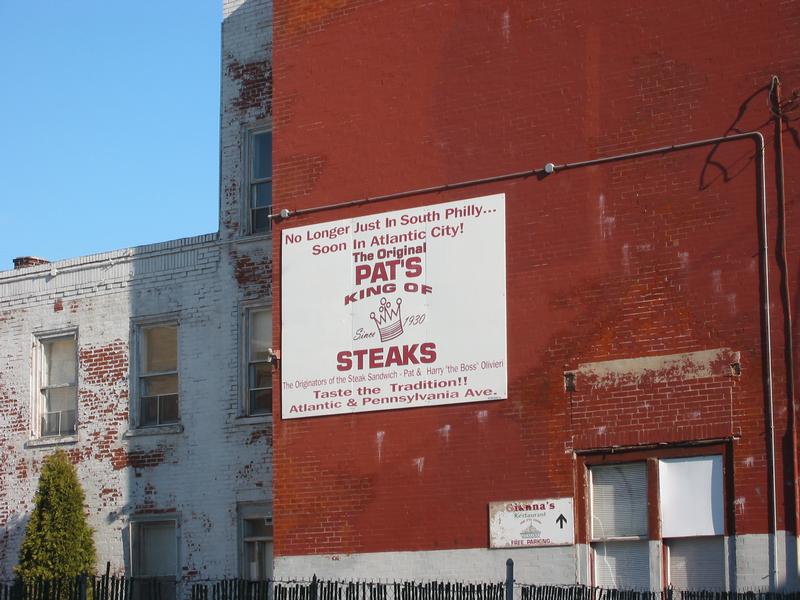 No Longer Just In South Philly...
Soon In Atlantic City!
The Original
PAT'S
KING OF
Since 1930
STEAKS
The Originators of the Steak Sandwich - Pat & Harry "the Boss" Olivieri
Taste the Tradition!!
Atlantic & Pennsylvania Ave.
Gianna's
Restaurant
FREE PARKING